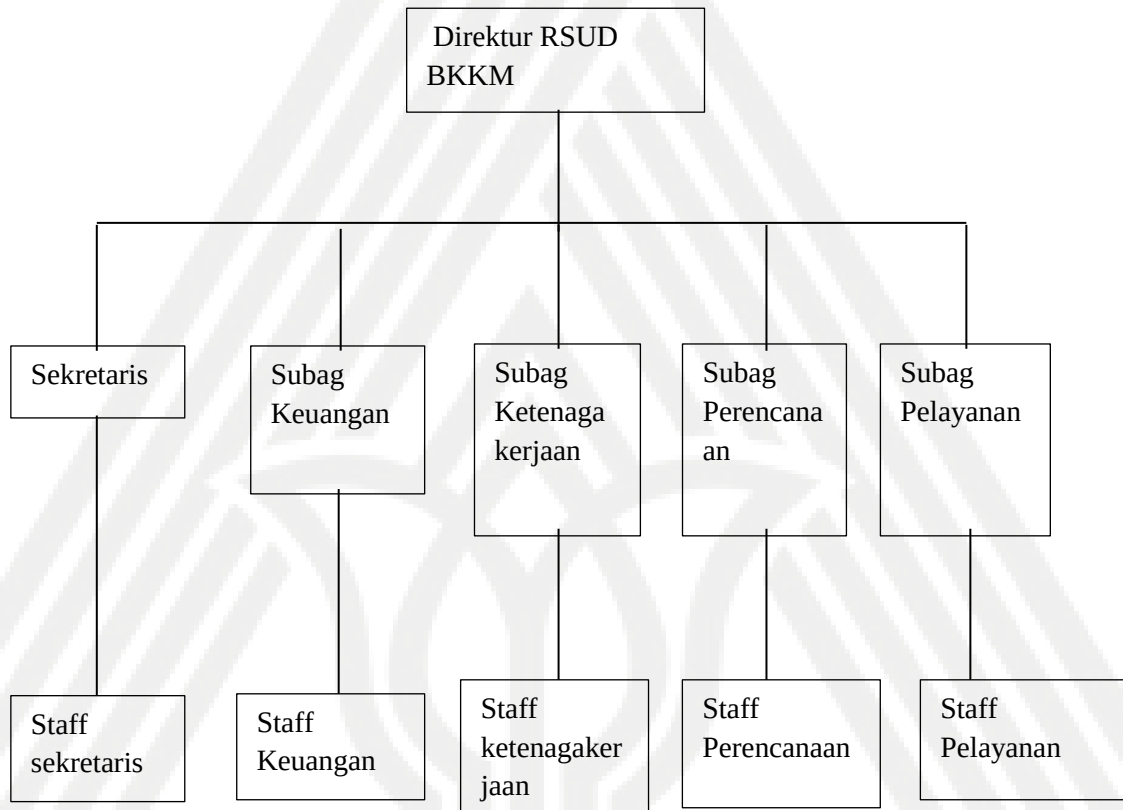 Direktur RSUD
BKKM
Sekretaris
Subag
Keuangan
Subag
Ketenaga
kerjaan
Subag
Perencana
an
Subag
Pelayanan
Staff
sekretaris
Staff
Keuangan
Staff
ketenagaker
jaan
Staff
Perencanaan
Staff
Pelayanan